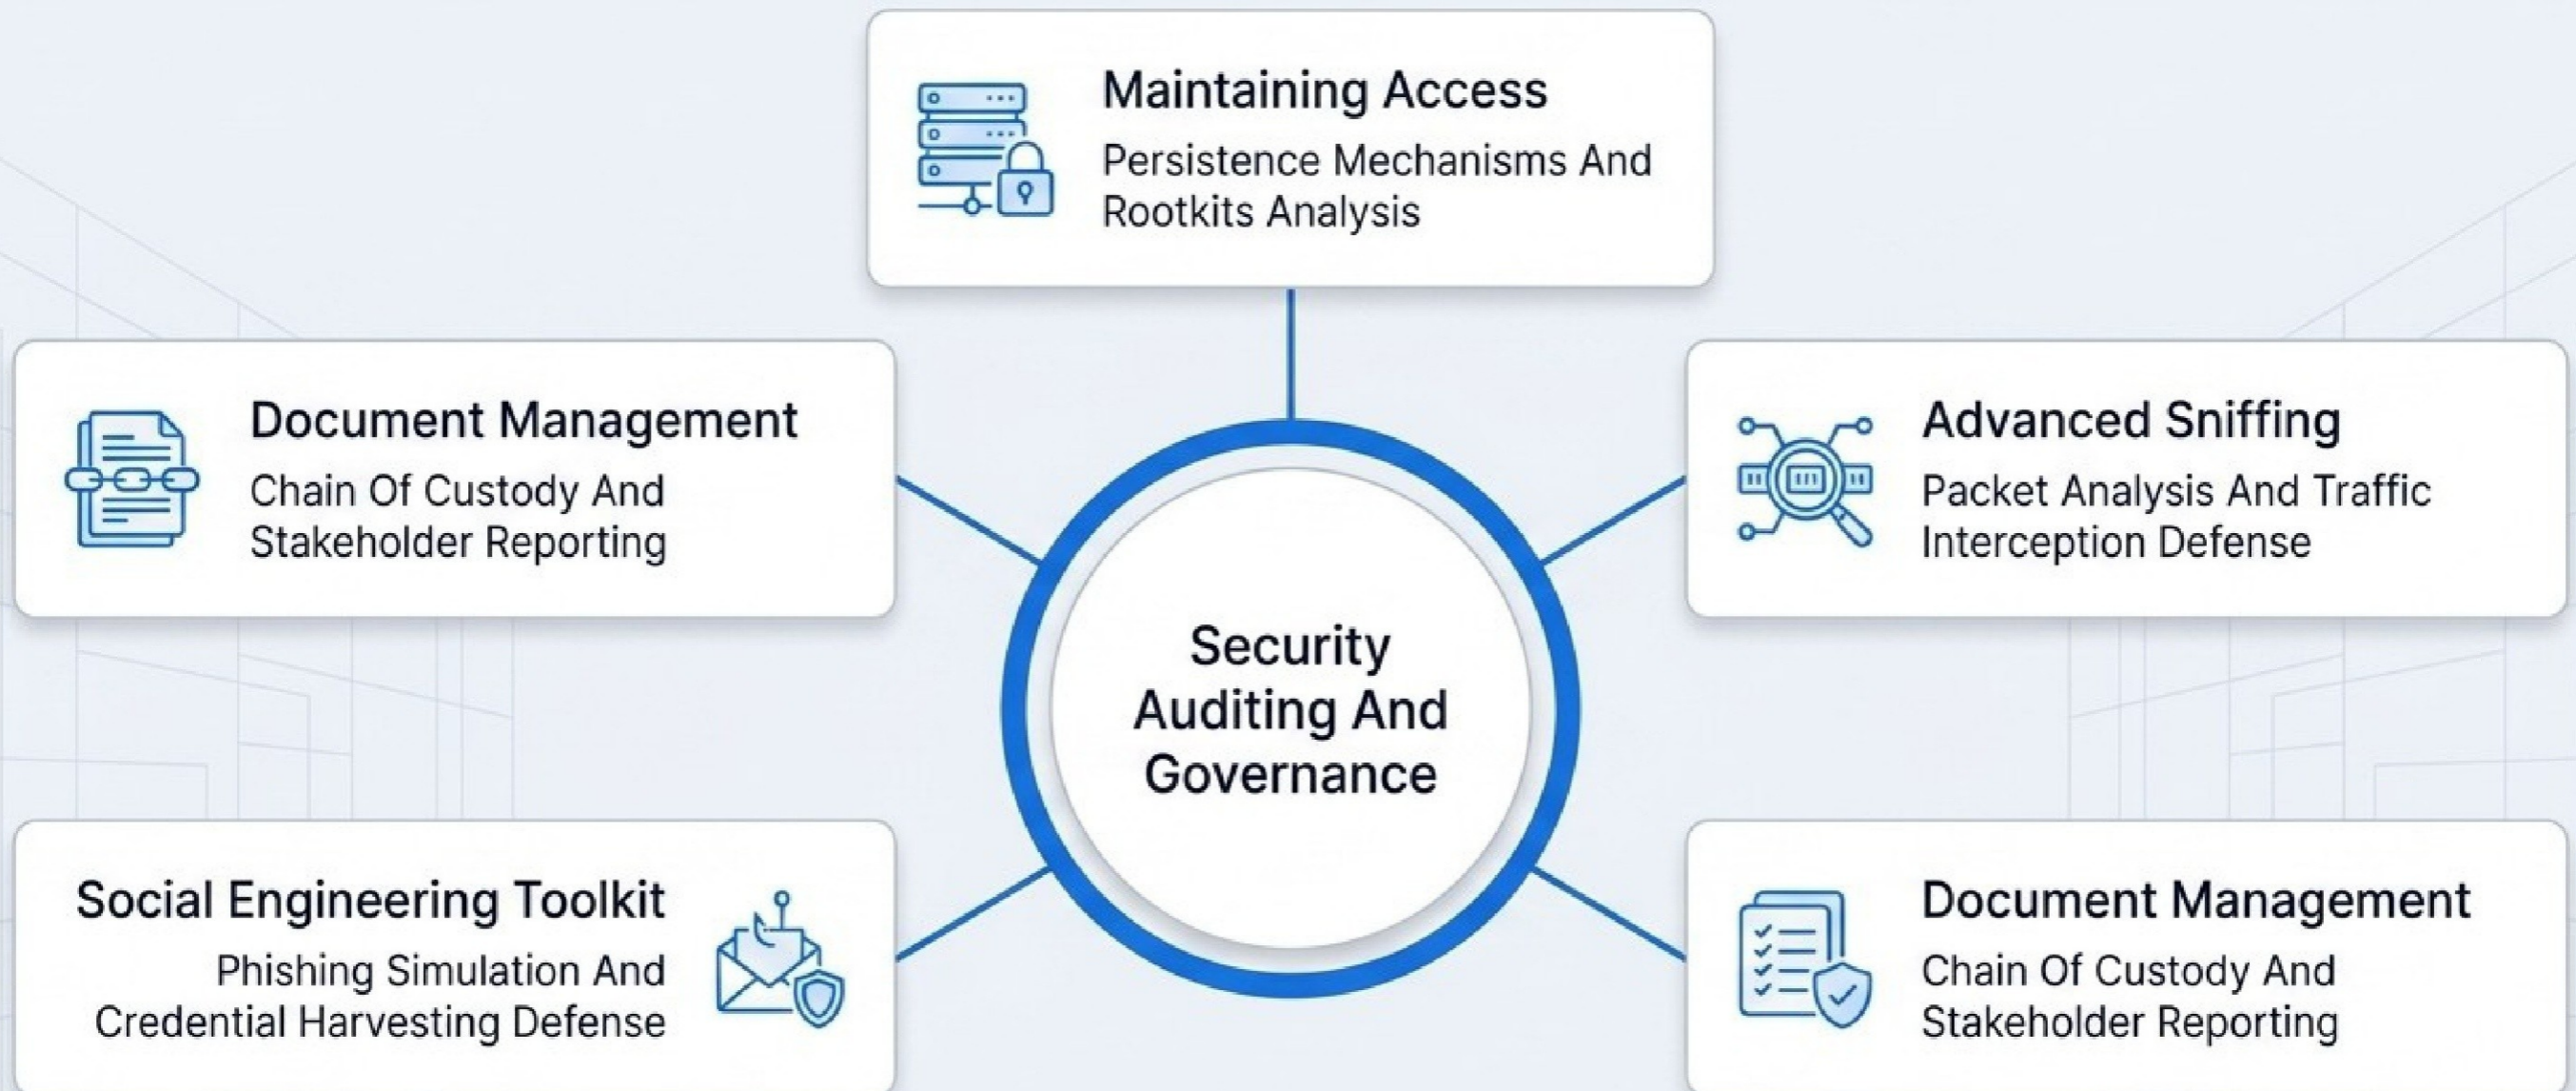 Maintaining Access
Persistence Mechanisms And
Rootkits Analysis
Document Management
Chain Of Custody And
Stakeholder Reporting
Advanced Sniffing
Packet Analysis And Traffic
Interception Defense
Security
Auditing And
Governance
Social Engineering Toolkit
Phishing Simulation And
Credential Harvesting Defense
Document Management
Chain Of Custody And
Stakeholder Reporting